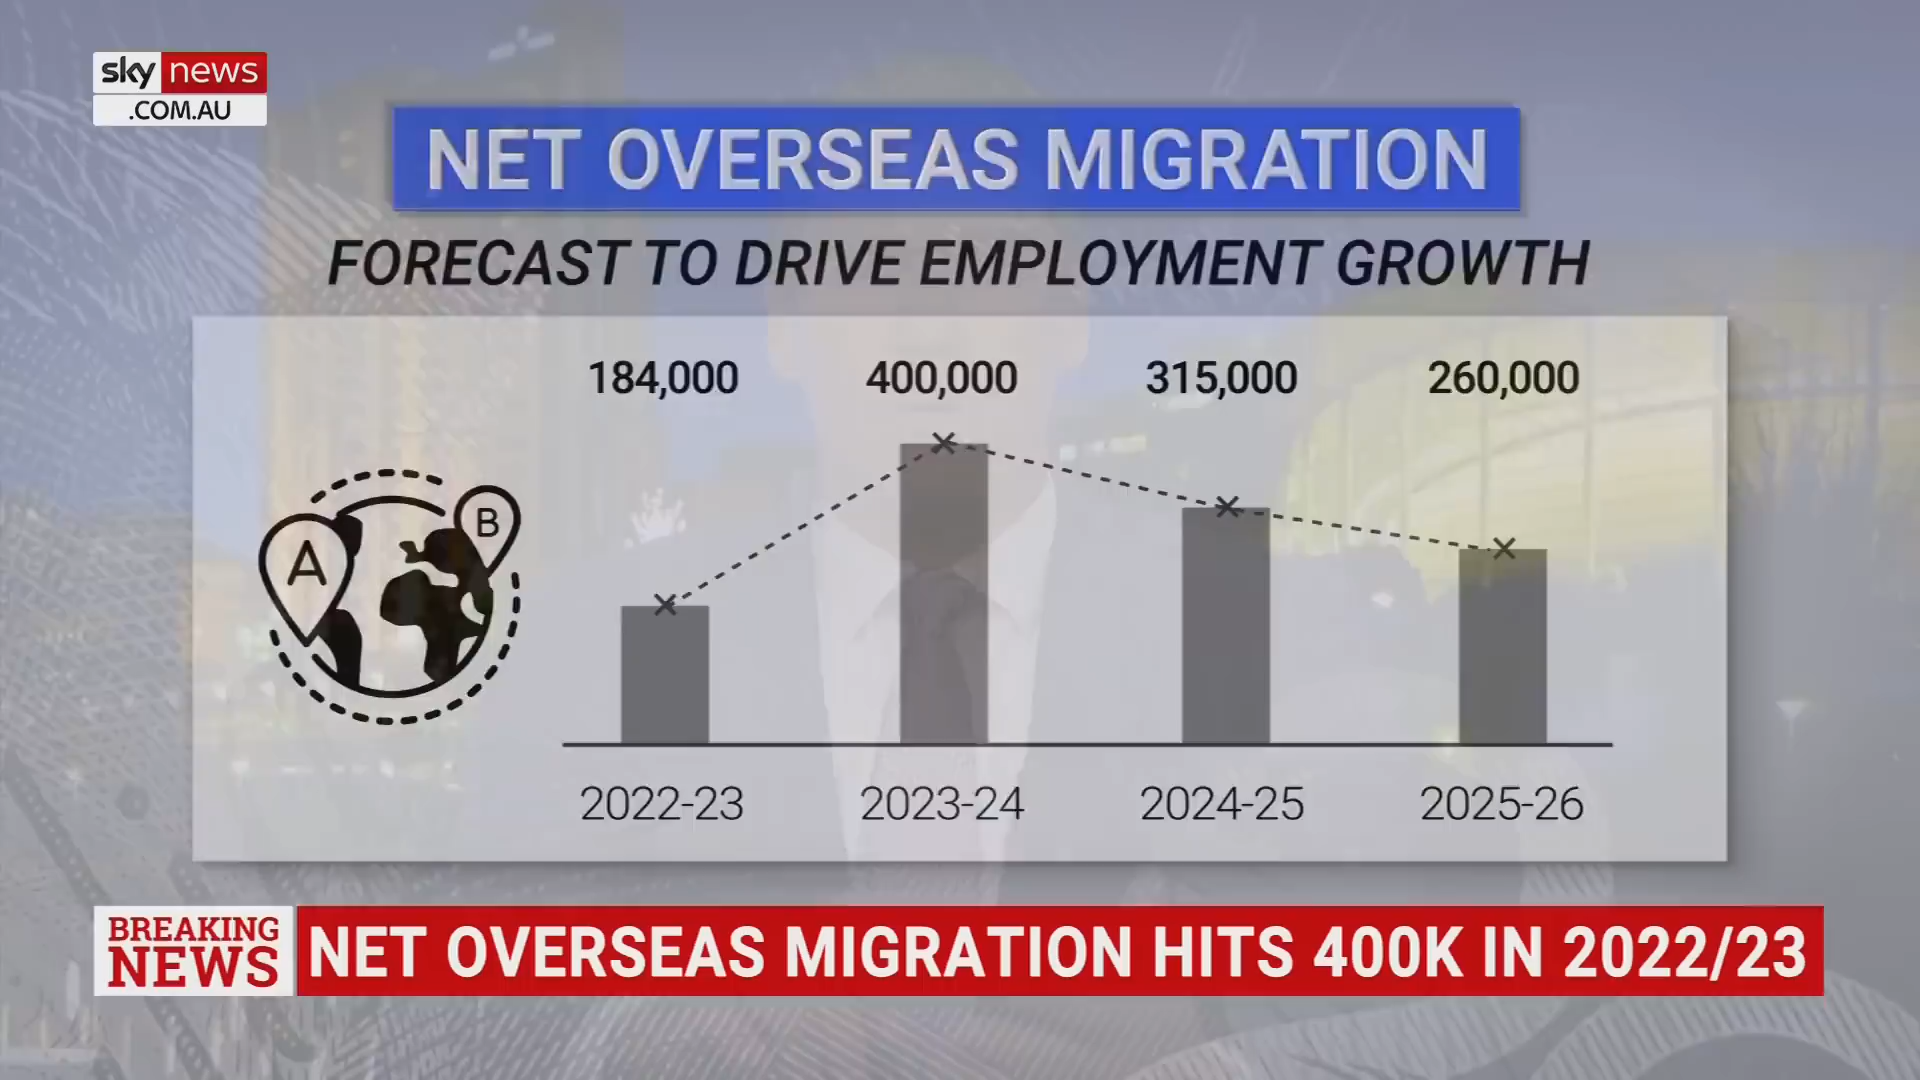 sky news
.COM.AU
NET OVERSEAS MIGRATION
FORECAST TO DRIVE EMPLOYMENT GROWTH
184,000 400,000 315,000 260,000
A B
2022-23 2023-24 2024-25 2025-26
BREAKING NEWS
NET OVERSEAS MIGRATION HITS 400K IN 2022/23